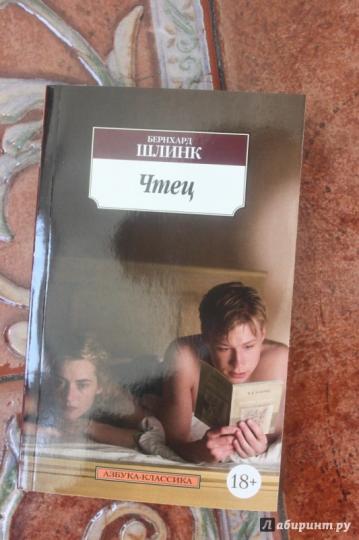 БЕРНХАРД
ШЛИНК
Чтец
АЗБУКА-КЛАССИКА
18+
Лабиринт.ру